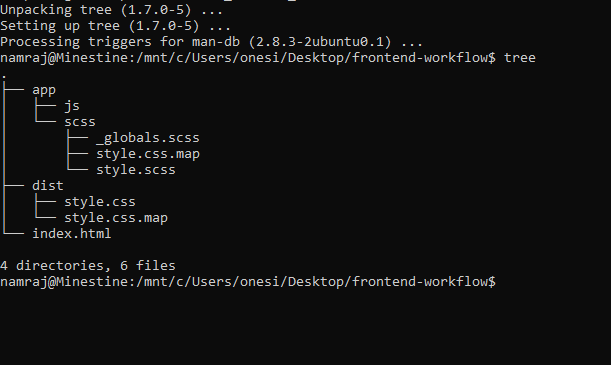 Unpacking tree (1.7.0-5) ...
Setting up tree (1.7.0-5) ...
Processing triggers for man-db (2.8.3-2ubuntu0.1) ...
namraj@Minestine:/mnt/c/Users/onesi/Desktop/frontend-workflow$ tree
.
├── app
│   ├── js
│   └── scss
│       ├── _globals.scss
│       ├── style.css.map
│       └── style.scss
├── dist
│   ├── style.css
│   └── style.css.map
└── index.html

4 directories, 6 files
namraj@Minestine:/mnt/c/Users/onesi/Desktop/frontend-workflow$